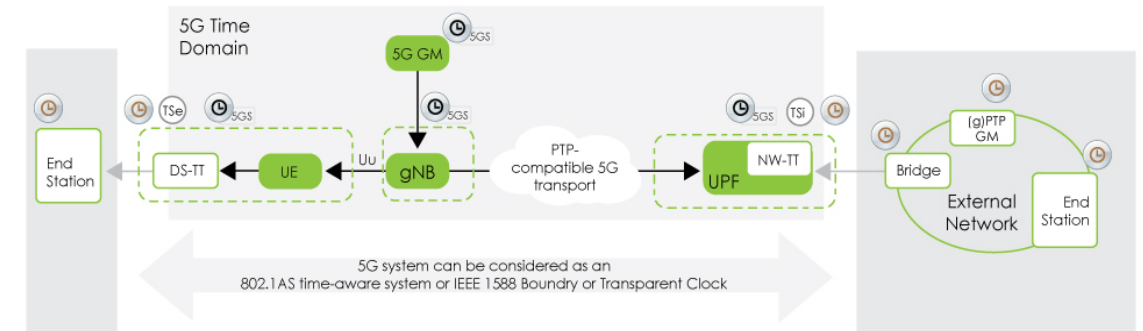 5G Time
Domain
5GS
5G GM
TSe
5GS
5GS
5GS
TSi
(g)PTP
GM
End
Station
DS-TT
UE
Uu
gNB
PTP-
compatible 5G
transport
NW-TT
UPF
Bridge
External
Network
End
Station
5G system can be considered as an
802.1AS time-aware system or IEEE 1588 Boundry or Transparent Clock